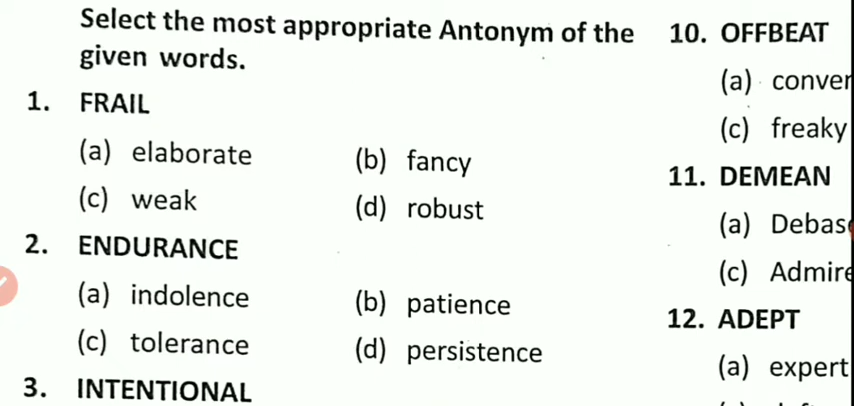 Select the most appropriate Antonym of the
given words.
1. FRAIL
(a) elaborate (b) fancy
(c) weak (d) robust
2. ENDURANCE
(a) indolence (b) patience
(c) tolerance (d) persistence
3. INTENTIONAL
10. OFFBEAT
(a)
(c) freaky
11. DEMEAN
(a)
(c)
12. ADEPT
(a) expert